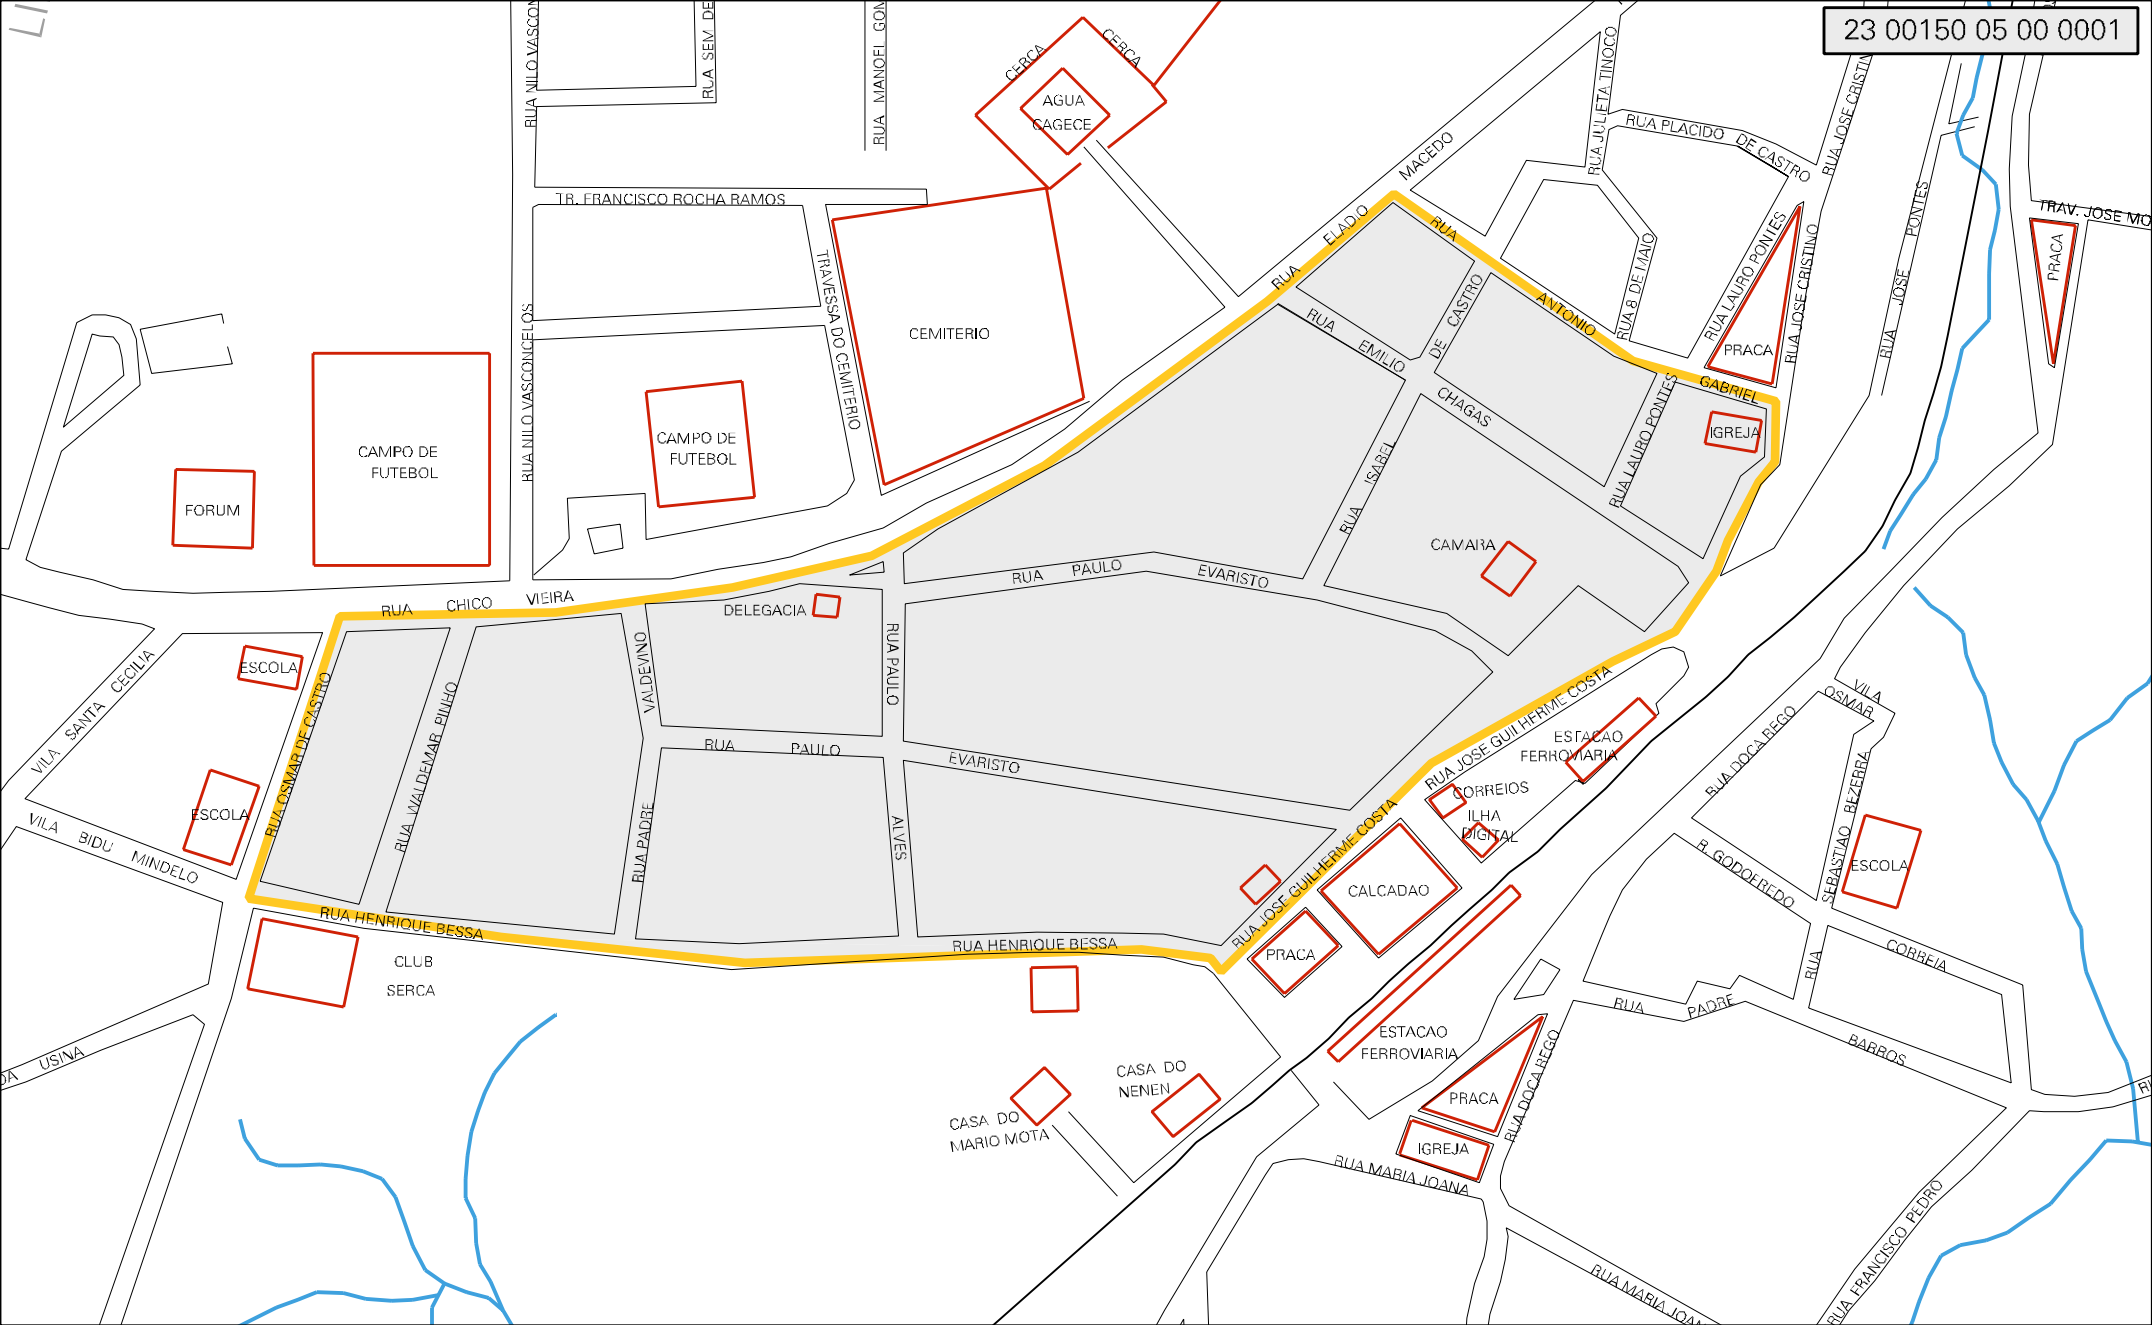 23 00150 05 00 0001
RUA NILO VASCON
RUA SEM DE
RUA MANOEL GON
CERCA
CERCA
AGUA
CAGECE
MACEDO
RUA JULIETA TINOCO
RUA PLACIDO DE CASTRO
RUA JOSE CRISTIN
TR. FRANCISCO ROCHA RAMOS
TRAV. JOSE MO
RUA ELADIO
RUA ANTONIO GABRIEL
RUA 8 DE MAIO
RUA LAURO PONTES
RUA JOSE CRISTINO
RUA JOSE PONTES
PRACA
PRACA
TRAVESSA DO CEMITERIO
CEMITERIO
RUA NILO VASCONCELOS
RUA EMILIO
DE CASTRO
CHAGAS
RUA LAURO PONTES
IGREJA
CAMPO DE
FUTEBOL
CAMPO DE
FUTEBOL
FORUM
RUA ISABEL
CAMARA
RUA PAULO EVARISTO
RUA CHICO VIEIRA
DELEGACIA
VILA SANTA CECILIA
ESCOLA
RUA OSMAR DE CASTRO
RUA WALDEMAR PINHO
VALDEVINO
RUA PAULO
RUA PAULO EVARISTO
RUA JOSE GUILHERME COSTA
ESTACAO
FERROVIARIA
VILA
OSMAR
RUA DOCA REGO
CORREIOS
ILHA
DIGITAL
ESCOLA
VILA BIDU MINDELO
RUA PADRE
ALVES
RUA JOSE GUILHERME COSTA
CALCADAO
R. GODOFREDO
SEBASTIAO BEZERRA
ESCOLA
RUA HENRIQUE BESSA
RUA HENRIQUE BESSA
PRACA
CLUB
SERCA
RUA
CORREIA
RUA PADRE BARROS
ESTACAO
FERROVIARIA
DA USINA
CASA DO
NENEN
CASA DO
MARIO MOTA
PRACA
RUA DOCA REGO
IGREJA
RUA MARIA JOANA
RUA MARIA JOAN
RUA FRANCISCO PEDRO